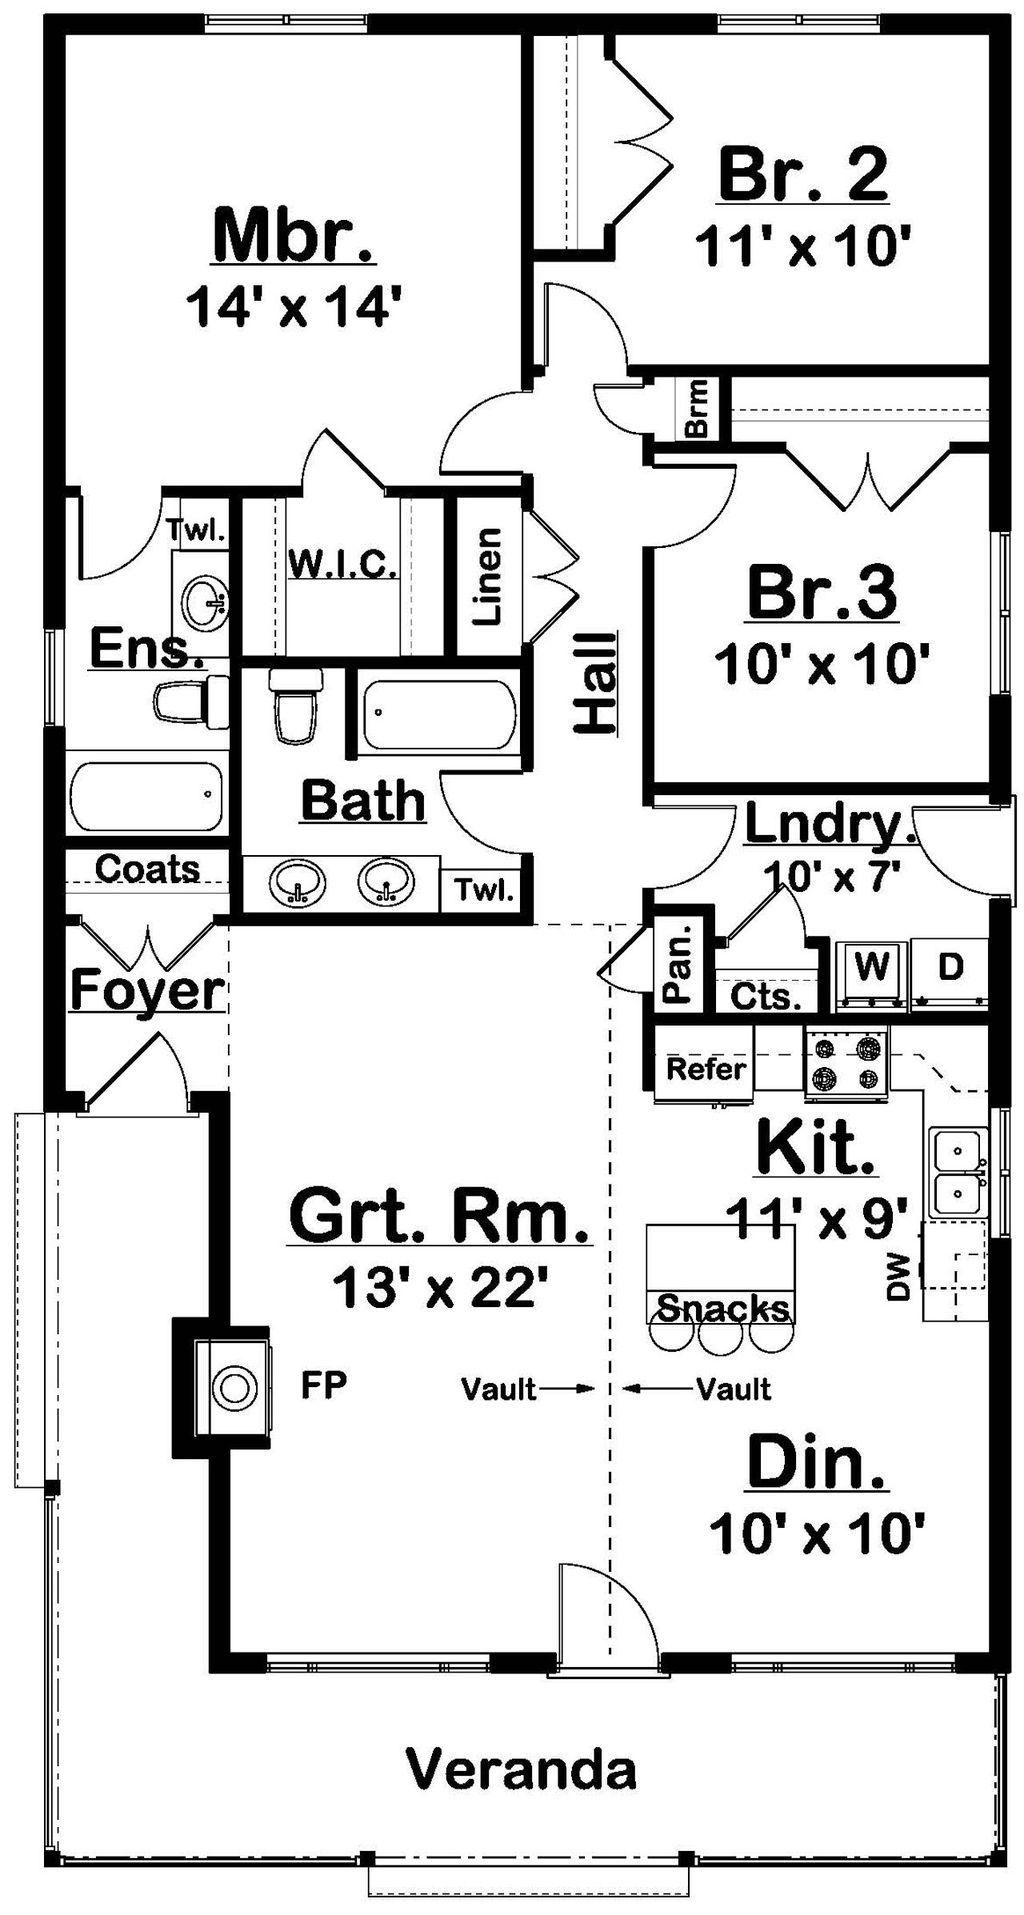 Br. 2
11' x 10'
Mbr.
14' x 14'
Brm
Twl.
W.I.C.
Linen
Br.3
10' x 10'
Ens.
Hall
Bath
Lndry.
10' x 7'
Coats
Twl.
Pan.
Cts.
W
D
Foyer
Refer
Kit.
11' x 9'
Grt. Rm.
13' x 22'
DW
Snacks
FP
Vault
Vault
Din.
10' x 10'
Veranda